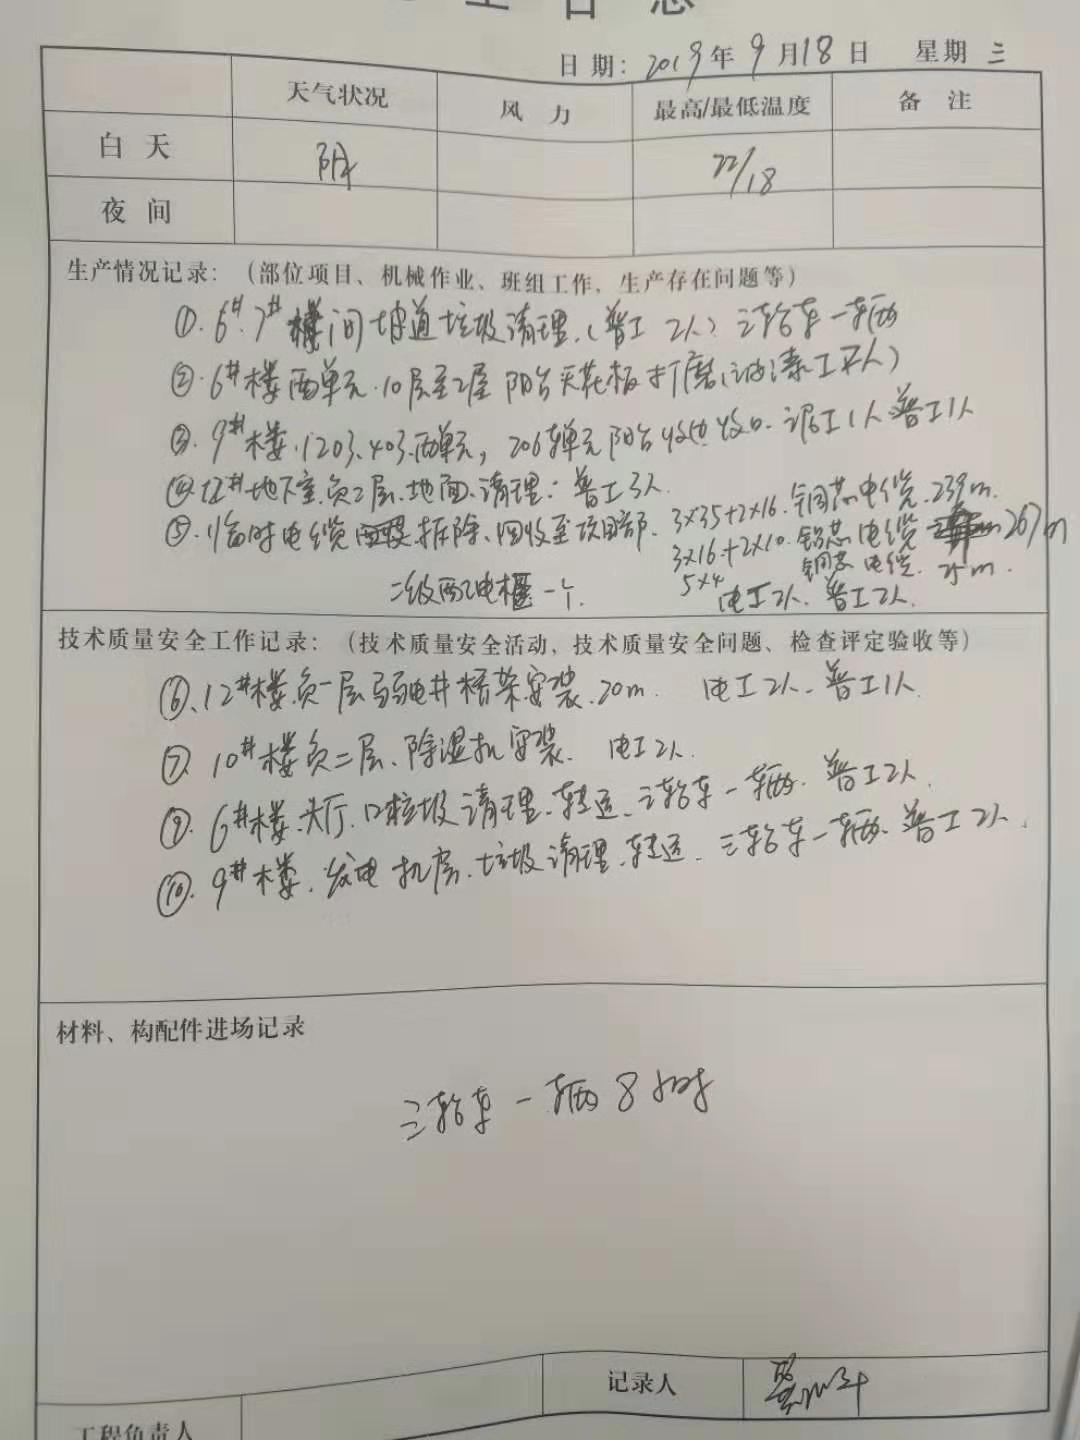 日期：2019年9月18日 星期三
天气状况 风 力 最高/最低温度 备 注
白 天 阴 22/18
夜 间
生产情况记录：（部位项目、机械作业、班组工作，生产存在问题等）
①.6#.7#楼间坡道垃圾清理.(普工2人) 三轮车一辆
②.6#楼两单元.10层至2层阳台天花板打磨(油漆工2人)
③.9#楼.1203.403.两单元，206单元阳台收边收口.泥工1人.普工1人
④12#地下室.负二层.地面.清理：普工3人.
⑤.临时电缆拆除、回收至项目部. 3×35+2×16.铜芯电缆.239m.
3×16.+2×10.铝芯电缆 267m
5×4 铜芯电缆. 25m.
二级配电柜一个. 电工2人.普工2人.
技术质量安全工作记录：（技术质量安全活动，技术质量安全问题、检查评定验收等）
⑥、12#楼负一层弱电井桥架安装.20m. 电工2人.普工1人.
⑦.10#楼负二层、除湿机安装. 电工2人.
⑨.6#楼.大厅.口垃圾清理.转运.三轮车一辆.普工2人.
⑩.9#楼.发电机房.垃圾清理.转运.三轮车一辆.普工2人.
材料、构配件进场记录
三轮车一辆8小时
记录人
工程负责人